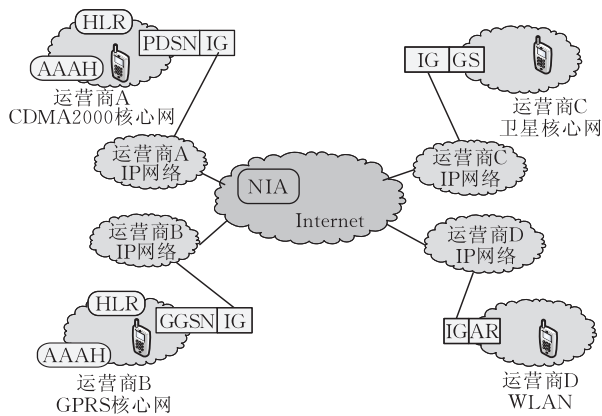 HLR
PDSN IG
AAAH
运营商A
CDMA2000核心网
IG GS
运营商C
卫星核心网
运营商A
IP网络
运营商C
IP网络
NIA
Internet
运营商B
IP网络
运营商D
IP网络
HLR
GGSN IG
AAAH
运营商B
GPRS核心网
IG AR
运营商D
WLAN